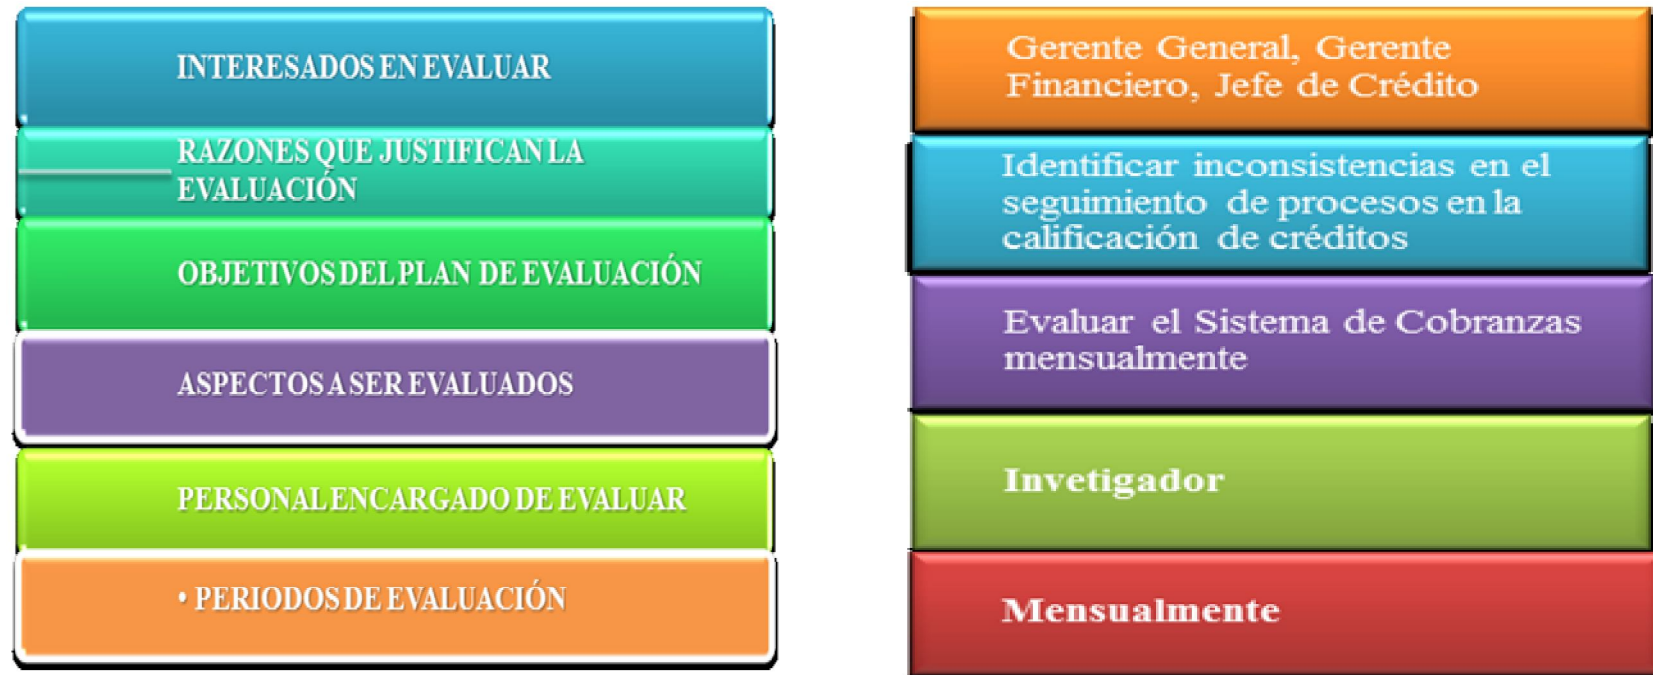 INTERESADOS EN EVALUAR
RAZONES QUE JUSTIFICAN LA
EVALUACIÓN
OBJETIVOS DEL PLAN DE EVALUACIÓN
ASPECTOS A SER EVALUADOS
PERSONAL ENCARGADO DE EVALUAR
• PERIODOS DE EVALUACIÓN
Gerente General, Gerente
Financiero, Jefe de Crédito
Identificar inconsistencias en el
seguimiento de procesos en la
calificación de créditos
Evaluar el Sistema de Cobranzas
mensualmente
Invetigador
Mensualmente